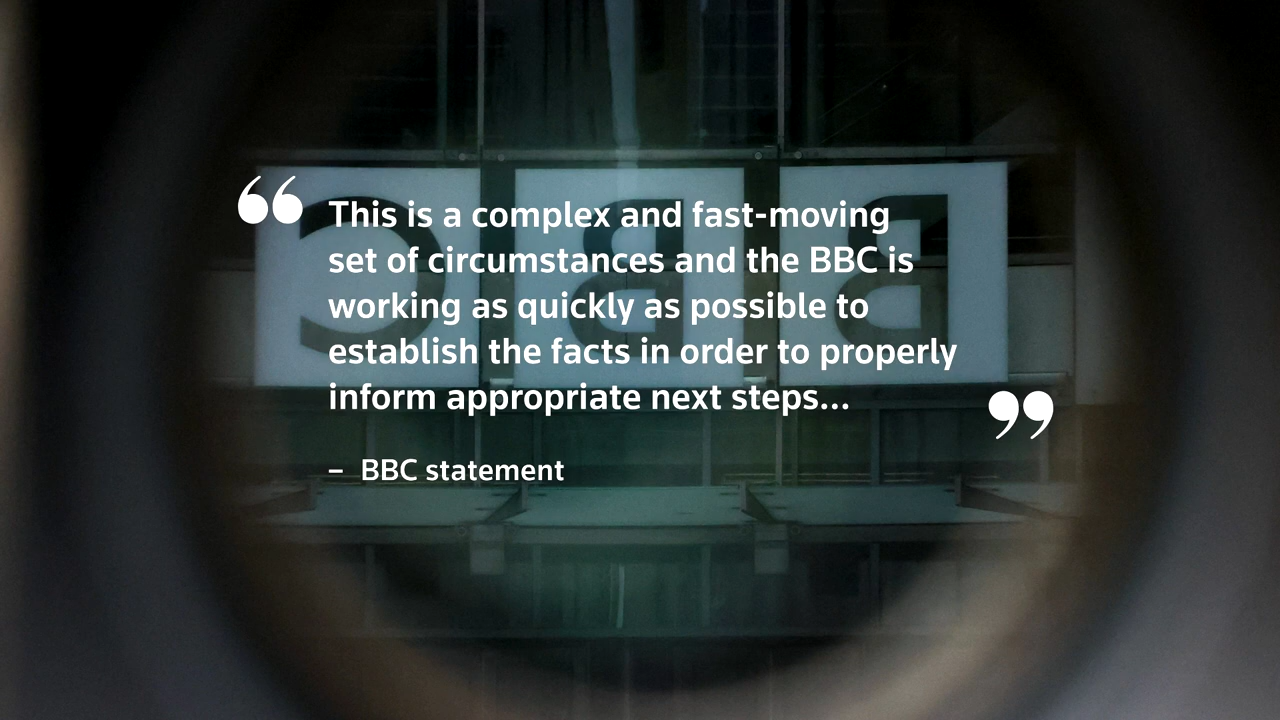 “This is a complex and fast-moving
set of circumstances and the BBC is
working as quickly as possible to
establish the facts in order to properly
inform appropriate next steps...”
– BBC statement
BBC